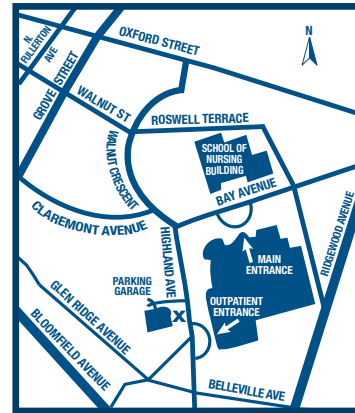 OXFORD STREET
N
N.
FULLERTON
AVE
GROVE STREET
WALNUT ST
ROSWELL TERRACE
WALNUT CRESCENT
SCHOOL OF
NURSING
BUILDING
BAY AVENUE
CLAREMONT AVENUE
HIGHLAND AVE
RIDGEWOOD AVENUE
MAIN
ENTRANCE
PARKING
GARAGE
X
OUTPATIENT
ENTRANCE
GLEN RIDGE AVENUE
BLOOMFIELD AVENUE
BELLEVILLE AVE